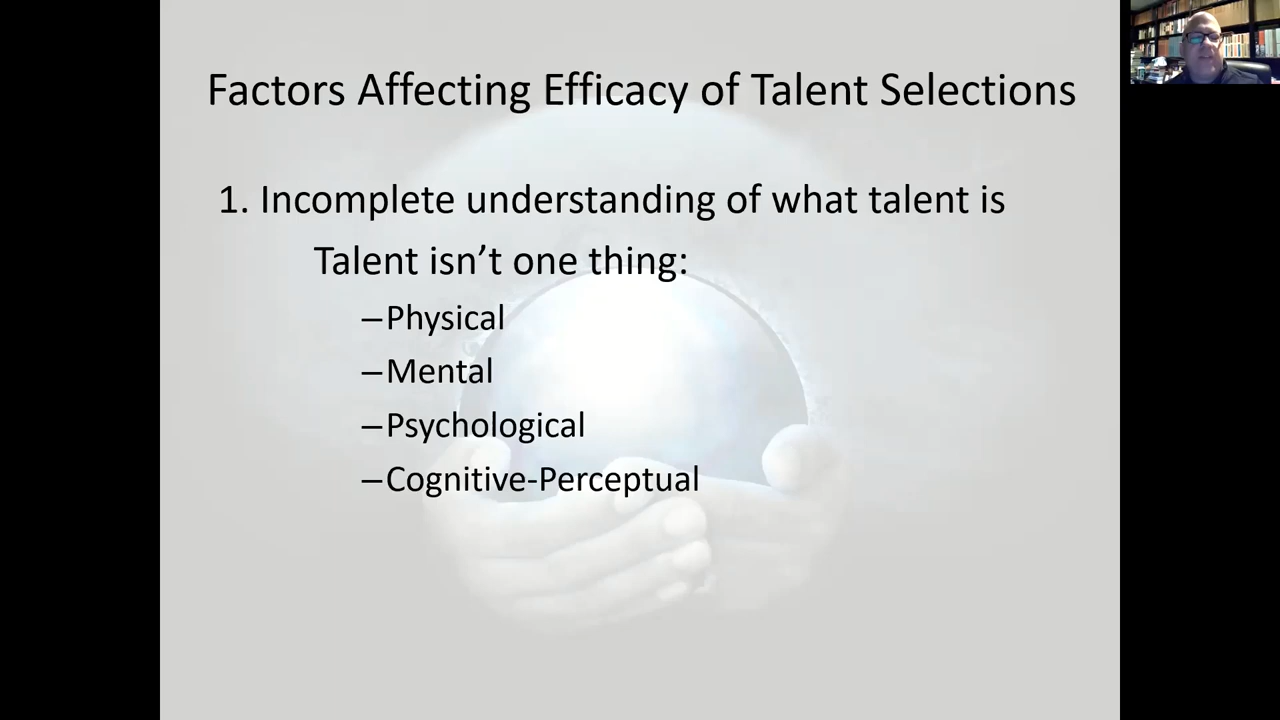 Factors Affecting Efficacy of Talent Selections
1. Incomplete understanding of what talent is
Talent isn’t one thing:
–Physical
–Mental
–Psychological
–Cognitive-Perceptual